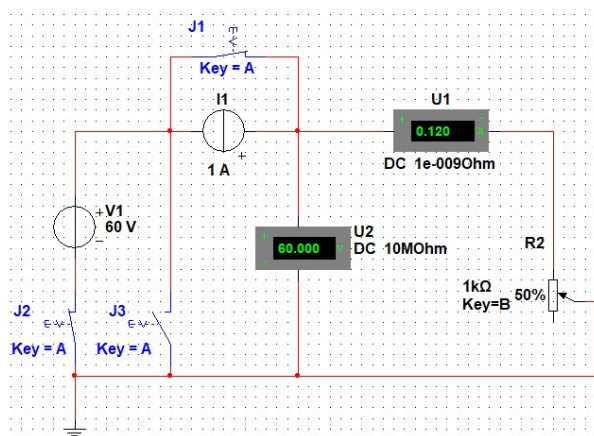 J1
Key = A
I1
1 A
U1
+ -
0.120 A
DC 1e-009Ohm
+ V1
60 V
-
U2
+
60.000 V
-
DC 10MOhm
R2
1kΩ
50%
Key=B
J2
Key = A
J3
Key = A
+